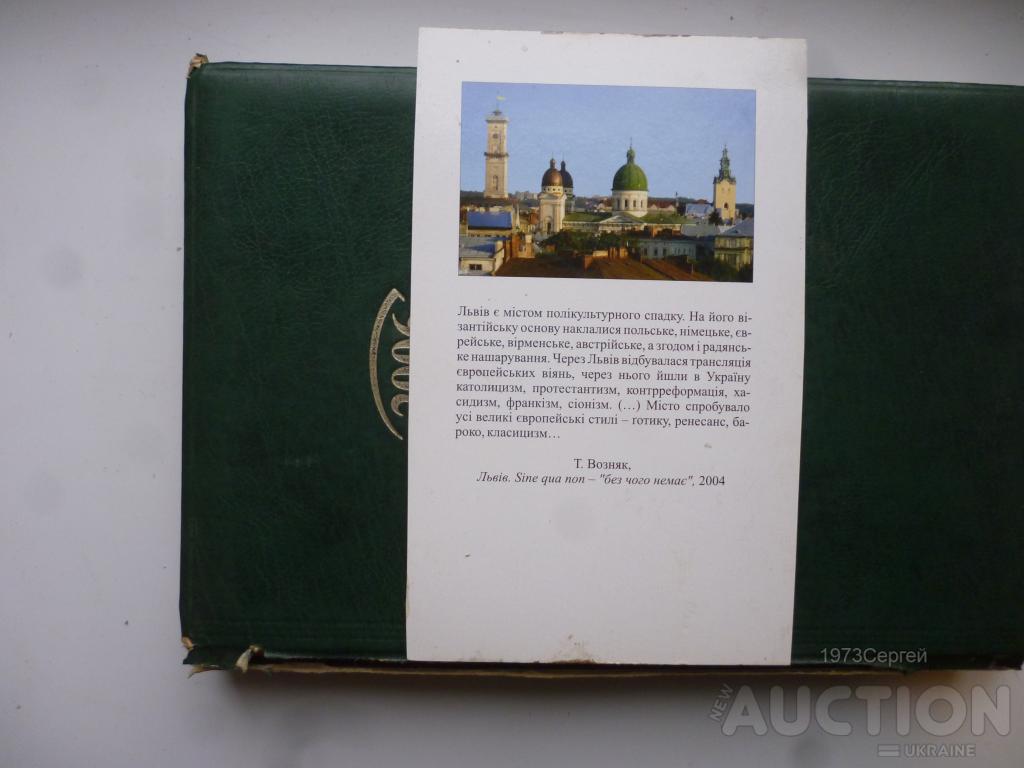 Львів є містом полікультурного спадку. На його ві-
зантійську основу наклалися польське, німецьке, єв-
рейське, вірменське, австрійське, а згодом і радянсь-
ке нашарування. Через Львів відбувалася трансляція
європейських віянь, через нього йшли в Україну
католицизм, протестантизм, контрреформація, ха-
сидизм, франкізм, сіонізм. (…) Місто спробувало
усі великі європейські стилі – ґотику, ренесанс, ба-
роко, класицизм…
Т. Возняк,
Львів. Sine qua non – "без чого немає", 2004
1973Сергей
NEW AUCTION
UKRAINE